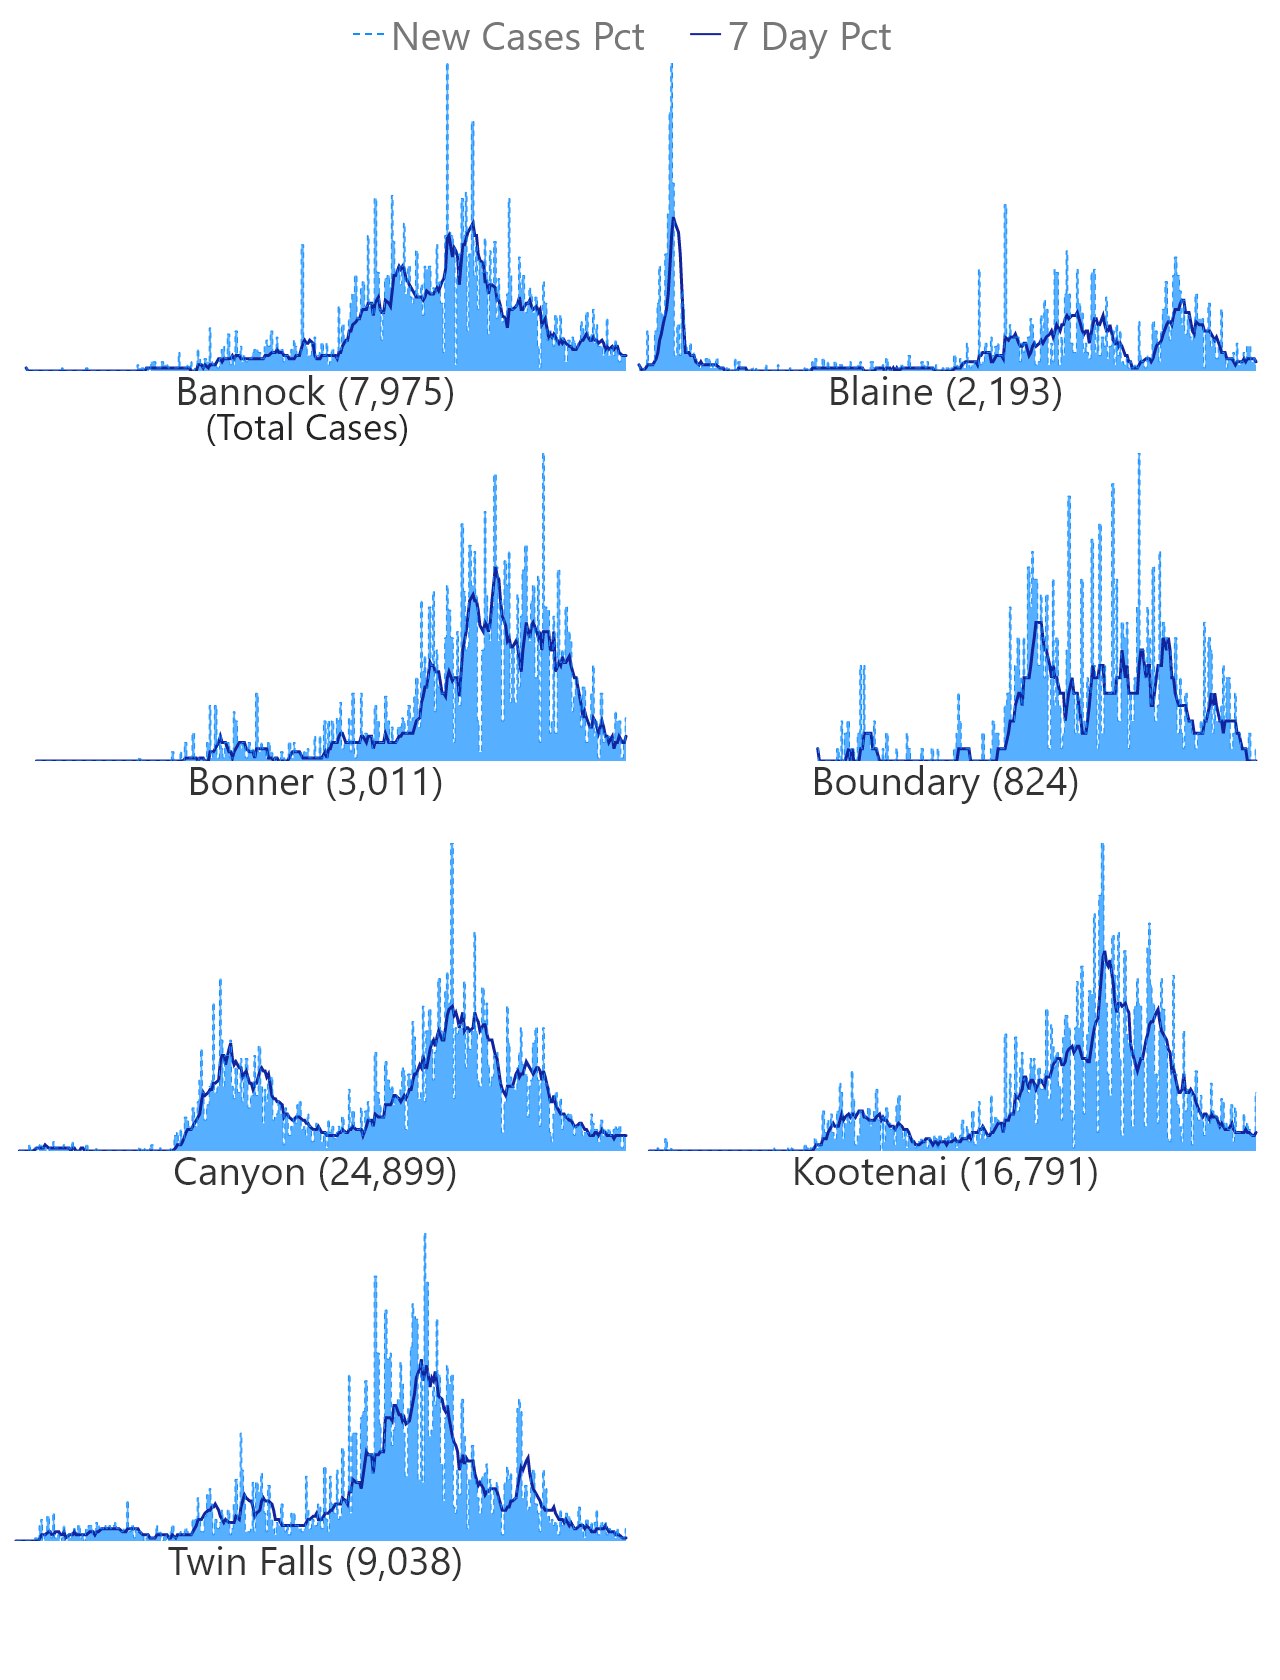 New Cases Pct 7 Day Pct
Bannock (7,975)
(Total Cases)
Blaine (2,193)
Bonner (3,011)
Boundary (824)
Canyon (24,899)
Kootenai (16,791)
Twin Falls (9,038)